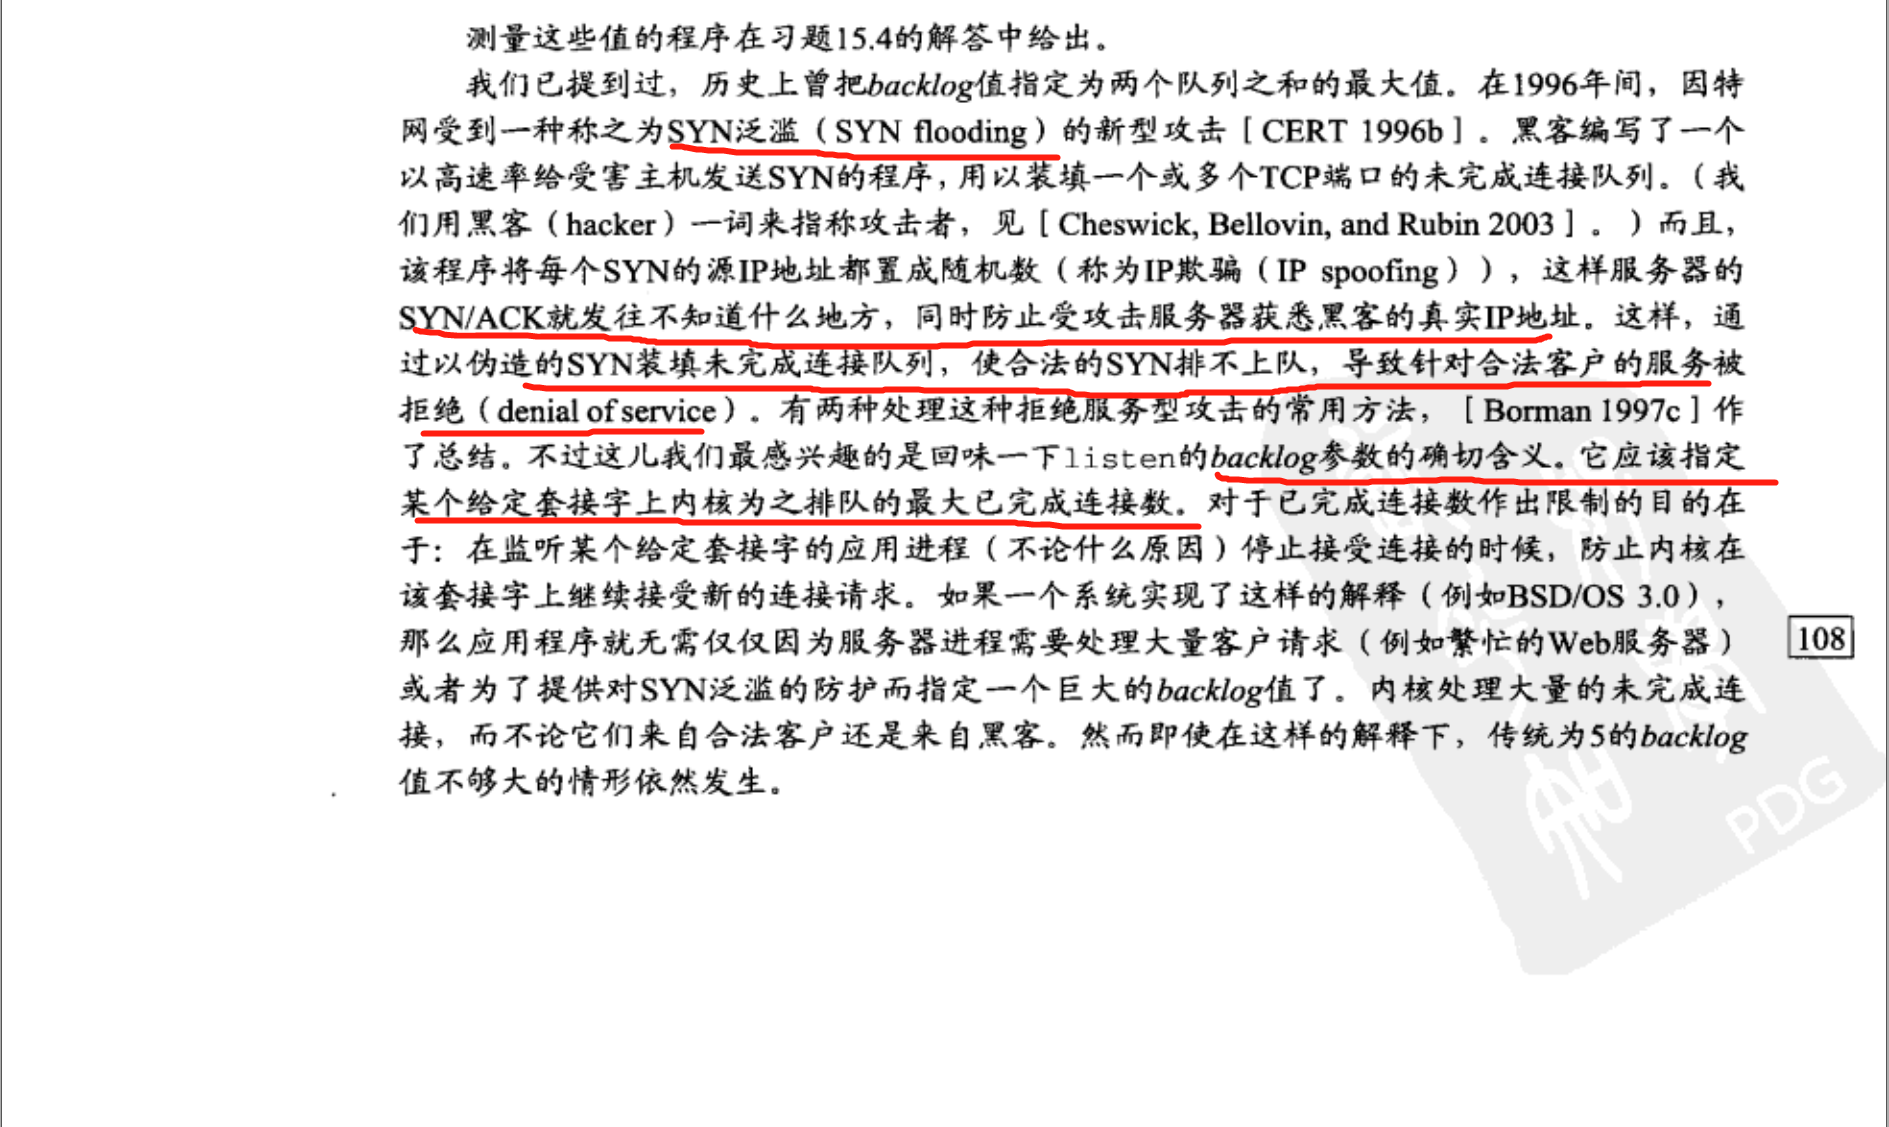 测量这些值的程序在习题15.4的解答中给出。
我们已提到过，历史上曾把backlog值指定为两个队列之和的最大值。在1996年间，因特
网受到一种称之为SYN泛滥（SYN flooding）的新型攻击［CERT 1996b］。黑客编写了一个
以高速率给受害主机发送SYN的程序，用以装填一个或多个TCP端口的未完成连接队列。（我
们用黑客（hacker）一词来指称攻击者，见［Cheswick, Bellovin, and Rubin 2003］。）而且，
该程序将每个SYN的源IP地址都置成随机数（称为IP欺骗（IP spoofing）），这样服务器的
SYN/ACK就发往不知道什么地方，同时防止受攻击服务器获悉黑客的真实IP地址。这样，通
过以伪造的SYN装填未完成连接队列，使合法的SYN排不上队，导致针对合法客户的服务被
拒绝（denial of service）。有两种处理这种拒绝服务型攻击的常用方法，［Borman 1997c］作
了总结。不过这儿我们最感兴趣的是回味一下listen的backlog参数的确切含义。它应该指定
某个给定套接字上内核为之排队的最大已完成连接数。对于已完成连接数作出限制的目的在
于：在监听某个给定套接字的应用进程（不论什么原因）停止接受连接的时候，防止内核在
该套接字上继续接受新的连接请求。如果一个系统实现了这样的解释（例如BSD/OS 3.0），
那么应用程序就无需仅仅因为服务器进程需要处理大量客户请求（例如繁忙的Web服务器）
或者为了提供对SYN泛滥的防护而指定一个巨大的backlog值了。内核处理大量的未完成连
接，而不论它们来自合法客户还是来自黑客。然而即使在这样的解释下，传统为5的backlog
值不够大的情形依然发生。
108
PDG